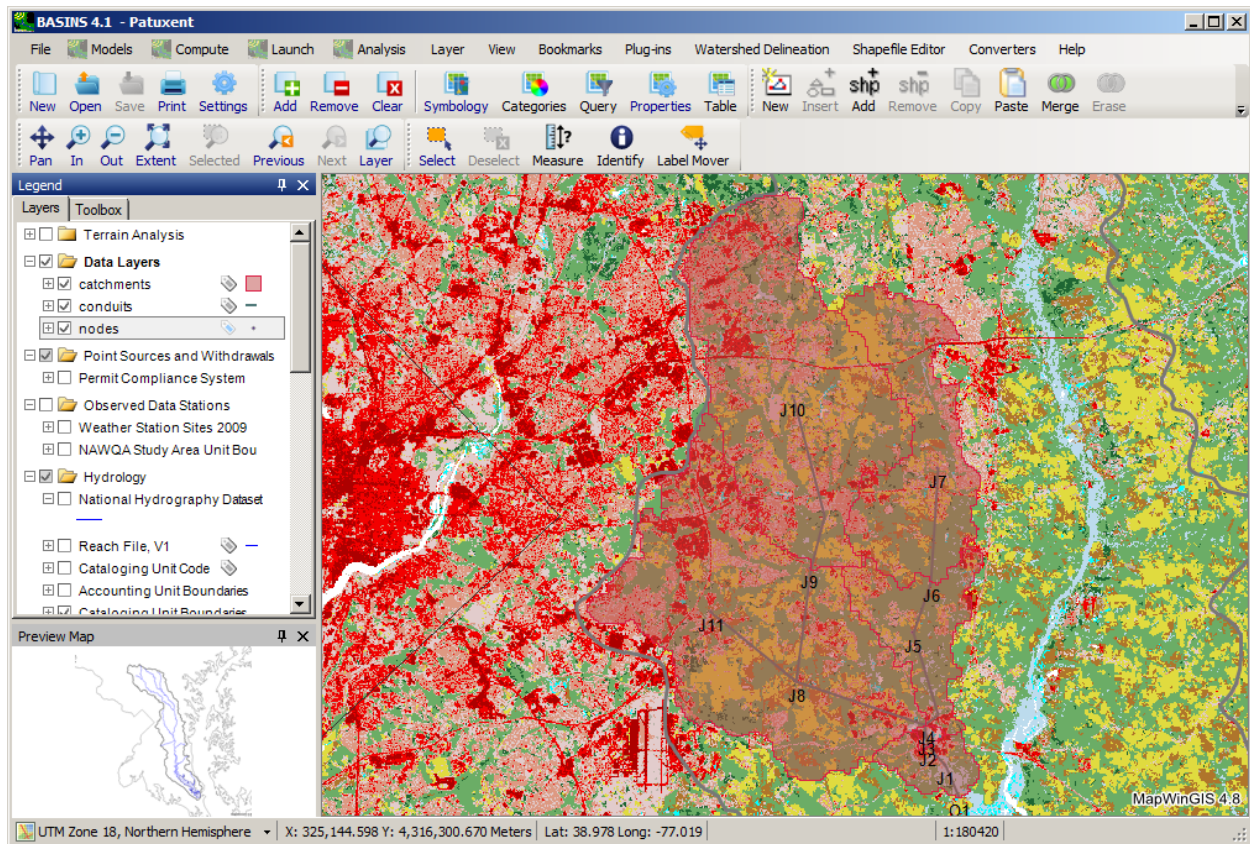 BASINS 4.1 - Patuxent
File Models Compute Launch Analysis Layer View Bookmarks Plug-ins Watershed Delineation Shapefile Editor Converters Help
New Open Save Print Settings Add Remove Clear Symbology Categories Query Properties Table New Insert Add Remove Copy Paste Merge Erase
shp shp
Pan In Out Extent Selected Previous Next Layer Select Deselect Measure Identify Label Mover
Legend
Layers Toolbox
Terrain Analysis
Data Layers
catchments
conduits
nodes
Point Sources and Withdrawals
Permit Compliance System
Observed Data Stations
Weather Station Sites 2009
NAWQA Study Area Unit Bou
Hydrology
National Hydrography Dataset
Reach File, V1
Cataloging Unit Code
Accounting Unit Boundaries
Cataloging Unit Boundaries
Preview Map
J10
J7
J9
J6
J11
J5
J8
J4
J3
J2
J1
O1
MapWinGIS 4.8
UTM Zone 18, Northern Hemisphere X: 325,144.598 Y: 4,316,300.670 Meters Lat: 38.978 Long: -77.019 1:180420